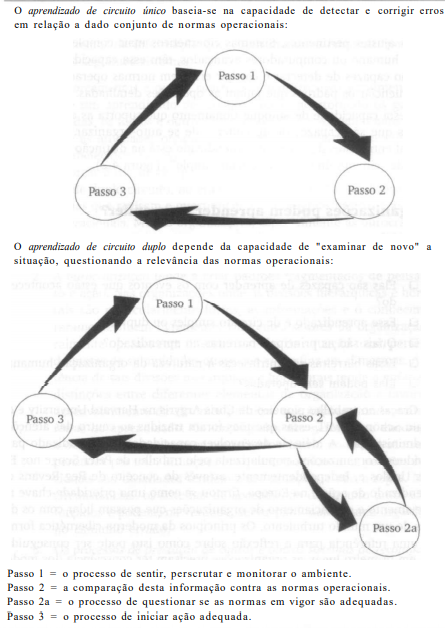 O aprendizado de circuito único baseia-se na capacidade de detectar e corrigir erros
em relação a dado conjunto de normas operacionais:
Passo 1
Passo 3
Passo 2
O aprendizado de circuito duplo depende da capacidade de "examinar de novo" a
situação, questionando a relevância das normas operacionais:
Passo 1
Passo 3
Passo 2
Passo 2a
Passo 1 = o processo de sentir, perscrutar e monitorar o ambiente.
Passo 2 = a comparação desta informação contra as normas operacionais.
Passo 2a = o processo de questionar se as normas em vigor são adequadas.
Passo 3 = o processo de iniciar ação adequada.